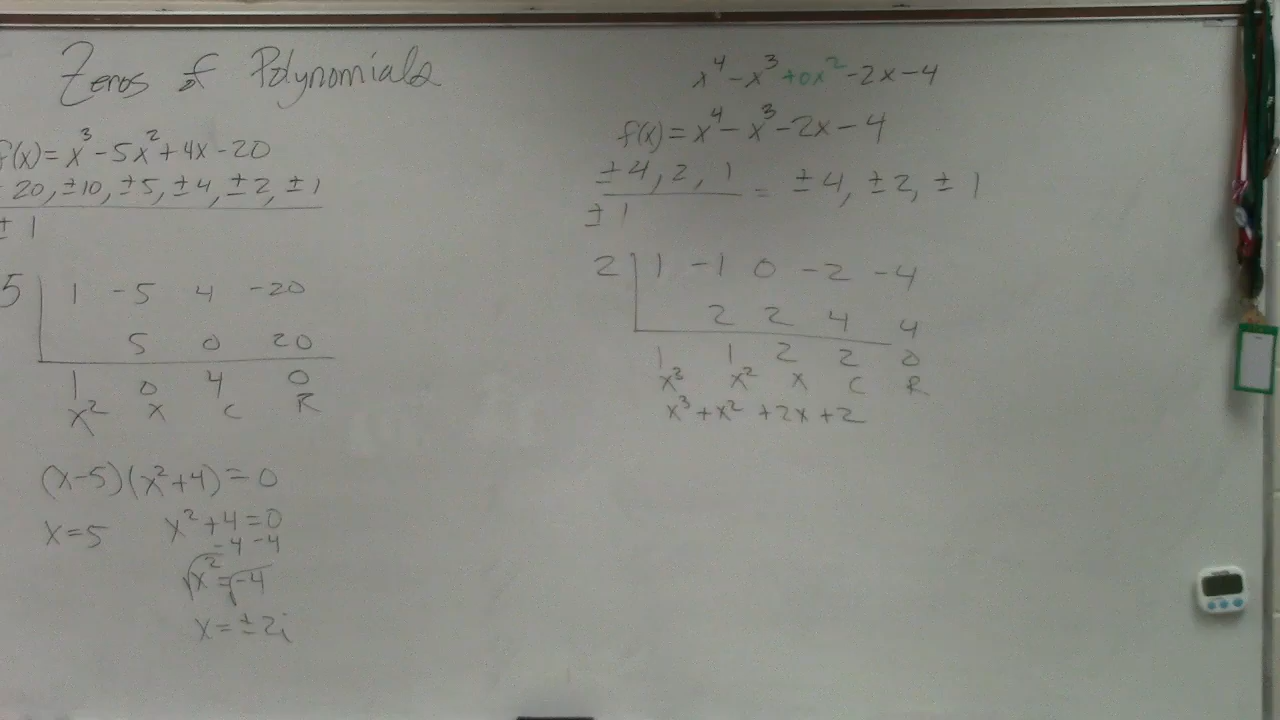 Zeros of Polynomials
f(x) = x³ - 5x² + 4x - 20
20, ±10, ±5, ±4, ±2, ±1
± 1
5 | 1 -5 4 -20
5 0 20
1 0 4 0
x² x c R
(x-5)(x²+4) = 0
x = 5 x² + 4 = 0
-4 -4
√x² = √-4
x = ±2i
x⁴ - x³ + 0x² - 2x - 4
f(x) = x⁴ - x³ - 2x - 4
±4, 2, 1 = ±4, ±2, ±1
± 1
2 | 1 -1 0 -2 -4
2 2 4 4
1 1 2 2 0
x³ x² x c R
x³ + x² + 2x + 2